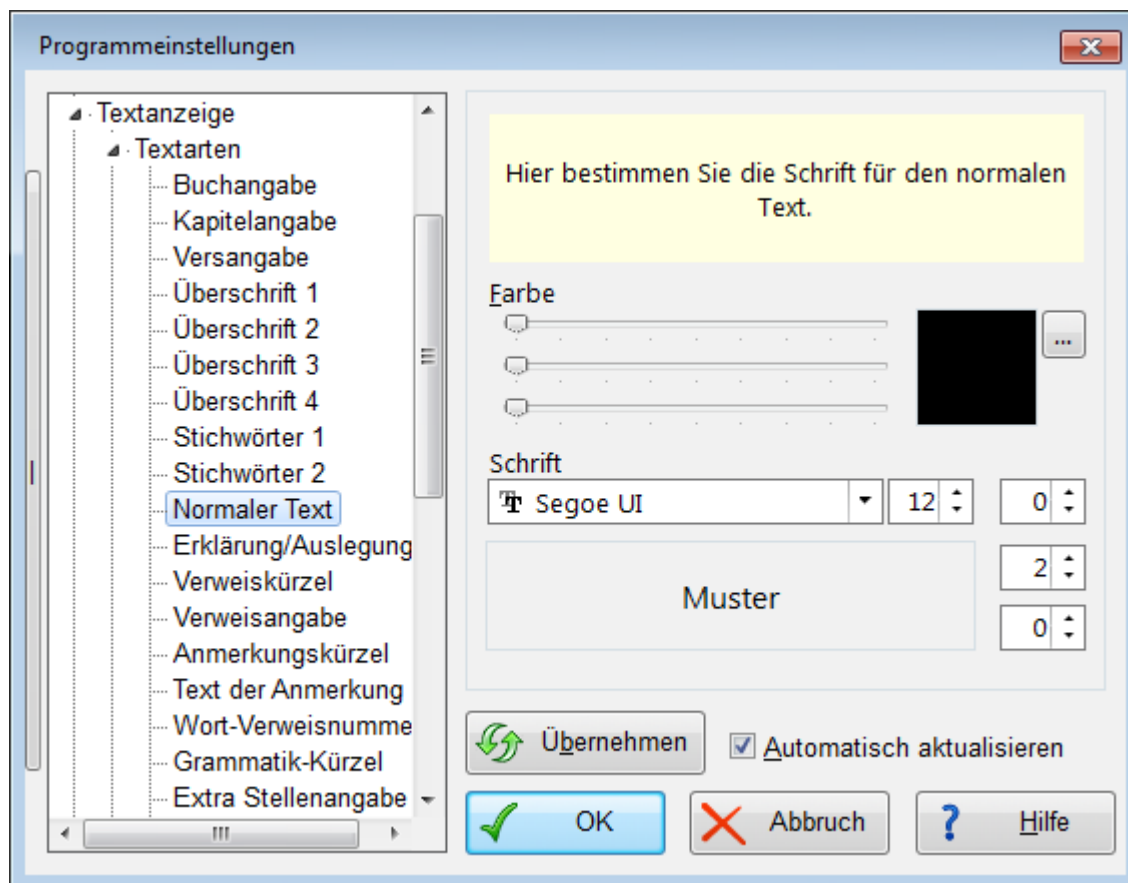 Programmeinstellungen
Textanzeige
Textarten
Buchangabe
Kapitelangabe
Versangabe
Überschrift 1
Überschrift 2
Überschrift 3
Überschrift 4
Stichwörter 1
Stichwörter 2
Normaler Text
Erklärung/Auslegung
Verweiskürzel
Verweisangabe
Anmerkungskürzel
Text der Anmerkung
Wort-Verweisnumme
Grammatik-Kürzel
Extra Stellenangabe
Hier bestimmen Sie die Schrift für den normalen
Text.
Farbe
...
Schrift
Segoe UI 12 0
Muster
2
0
Übernehmen
Automatisch aktualisieren
OK Abbruch Hilfe